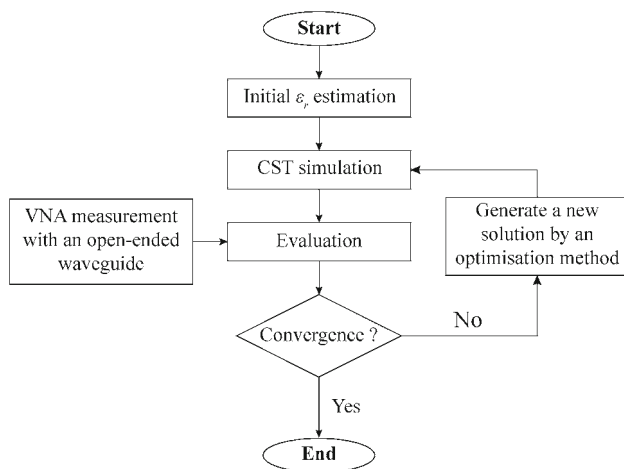 Start
Initial εr estimation
CST simulation
VNA measurement
with an open-ended
waveguide
Evaluation
Generate a new
solution by an
optimisation method
Convergence ?
No
Yes
End